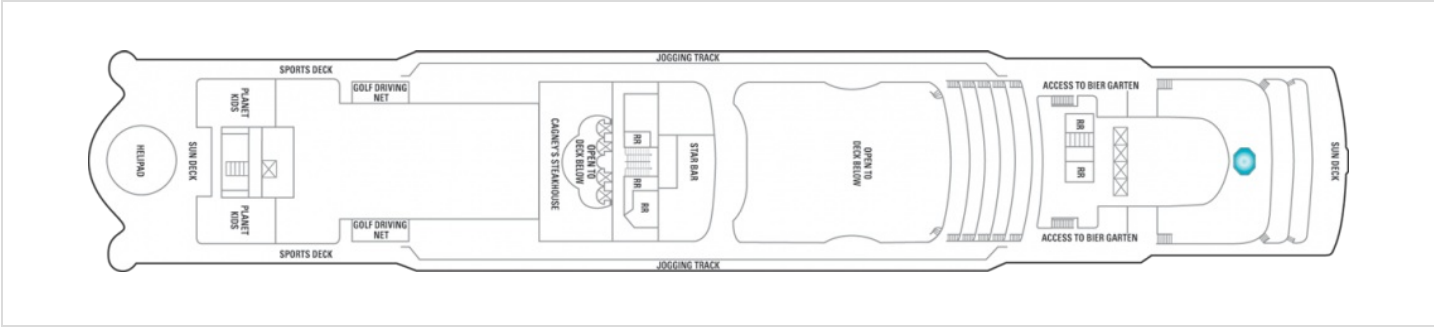 JOGGING TRACK
SPORTS DECK
ACCESS TO BIER GARTEN
GOLF DRIVING
NET
PLANET
KIDS
HELIPAD
SUN DECK
CAGNEY'S STEAKHOUSE
OPEN TO
DECK BELOW
RR
RR
RR
STAR BAR
OPEN TO
DECK BELOW
RR
RR
SUN DECK
PLANET
KIDS
GOLF DRIVING
NET
ACCESS TO BIER GARTEN
SPORTS DECK
JOGGING TRACK